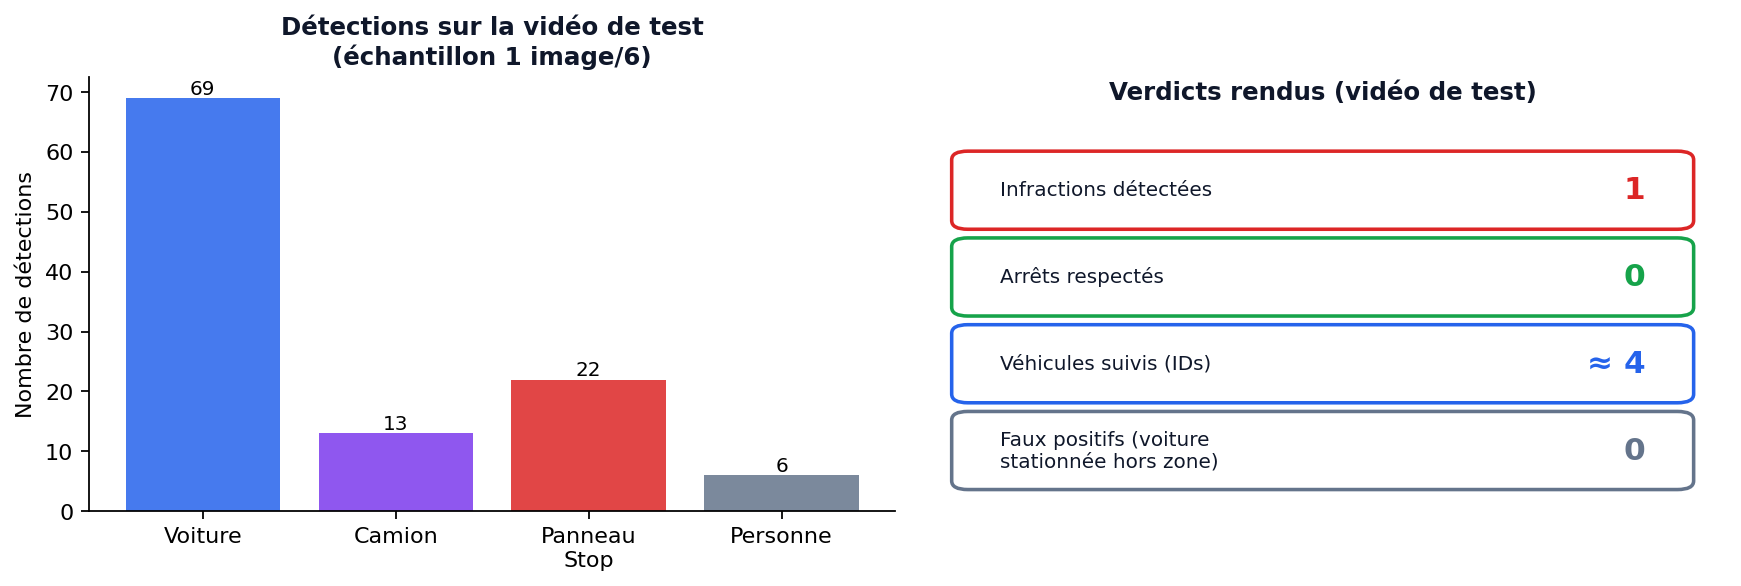 Détections sur la vidéo de test
(échantillon 1 image/6)
Nombre de détections
70
60
50
40
30
20
10
0
69
13
22
6
Voiture
Camion
Panneau
Stop
Personne
Verdicts rendus (vidéo de test)
Infractions détectées 1
Arrêts respectés 0
Véhicules suivis (IDs) ≈ 4
Faux positifs (voiture
stationnée hors zone) 0